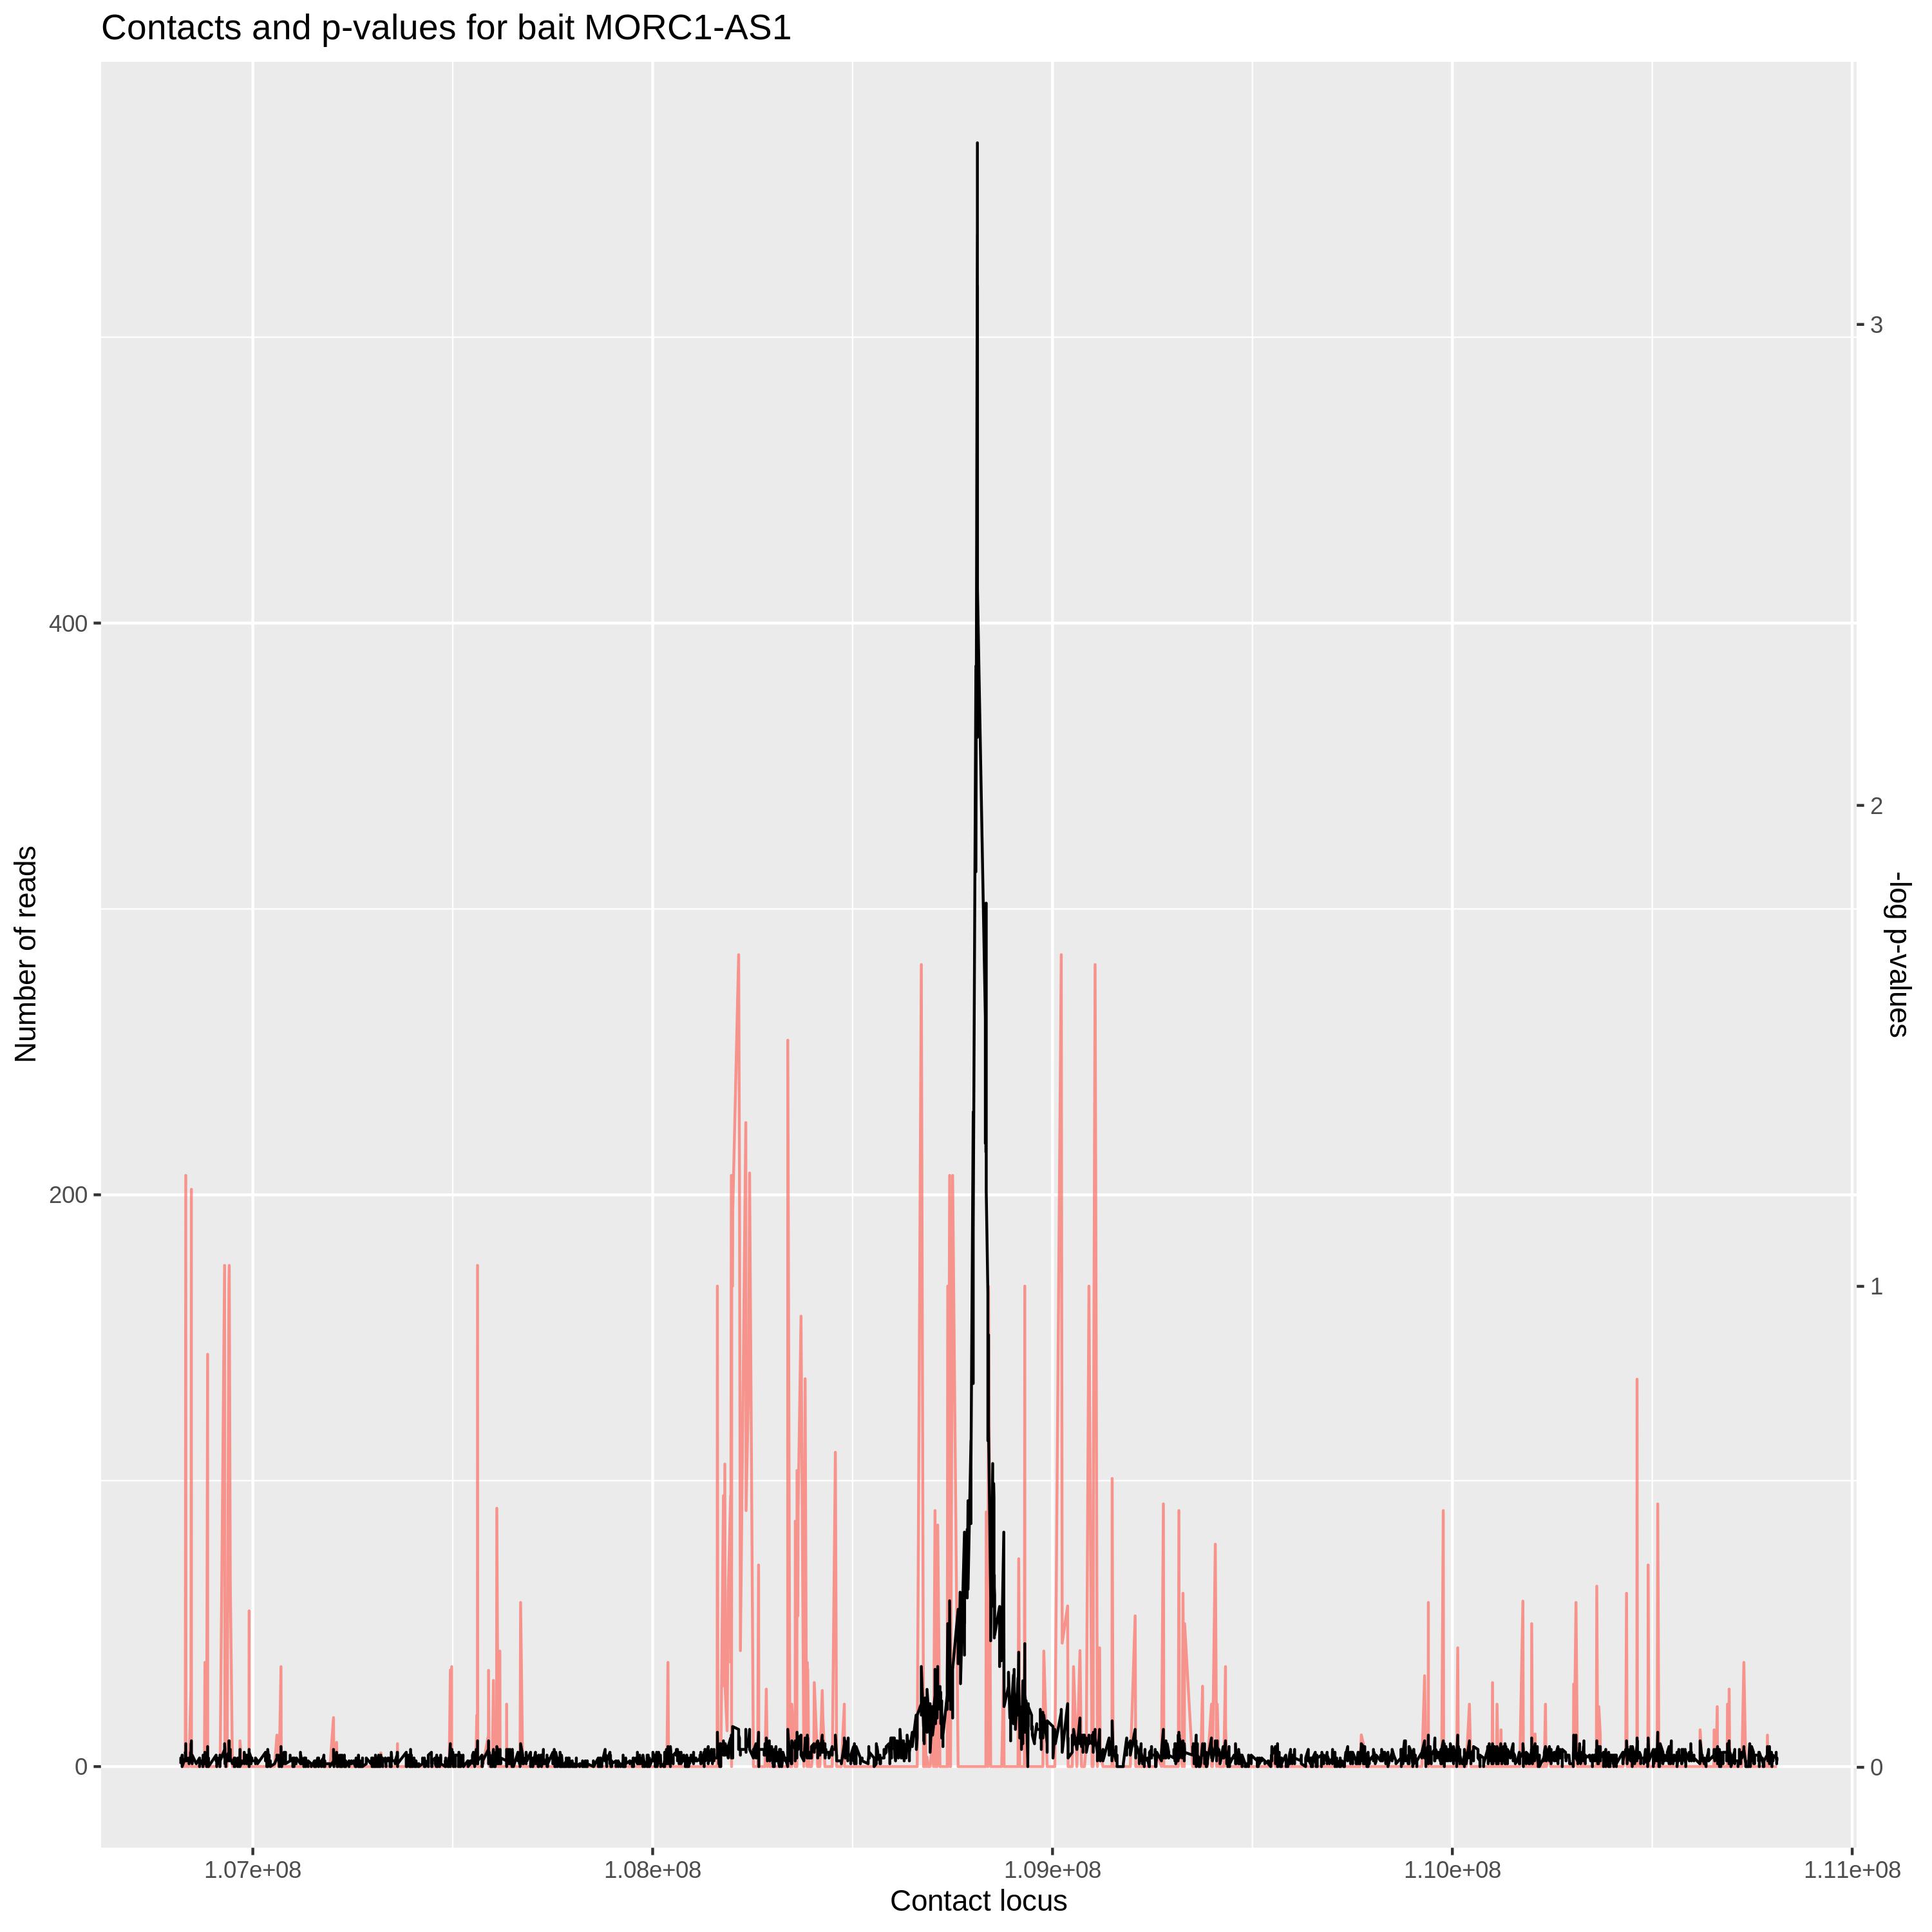 Contacts and p-values for bait MORC1-AS1
Number of reads
400
200
0
3
2
1
0
-log p-values
1.07e+08
1.08e+08
1.09e+08
1.10e+08
1.11e+08
Contact locus